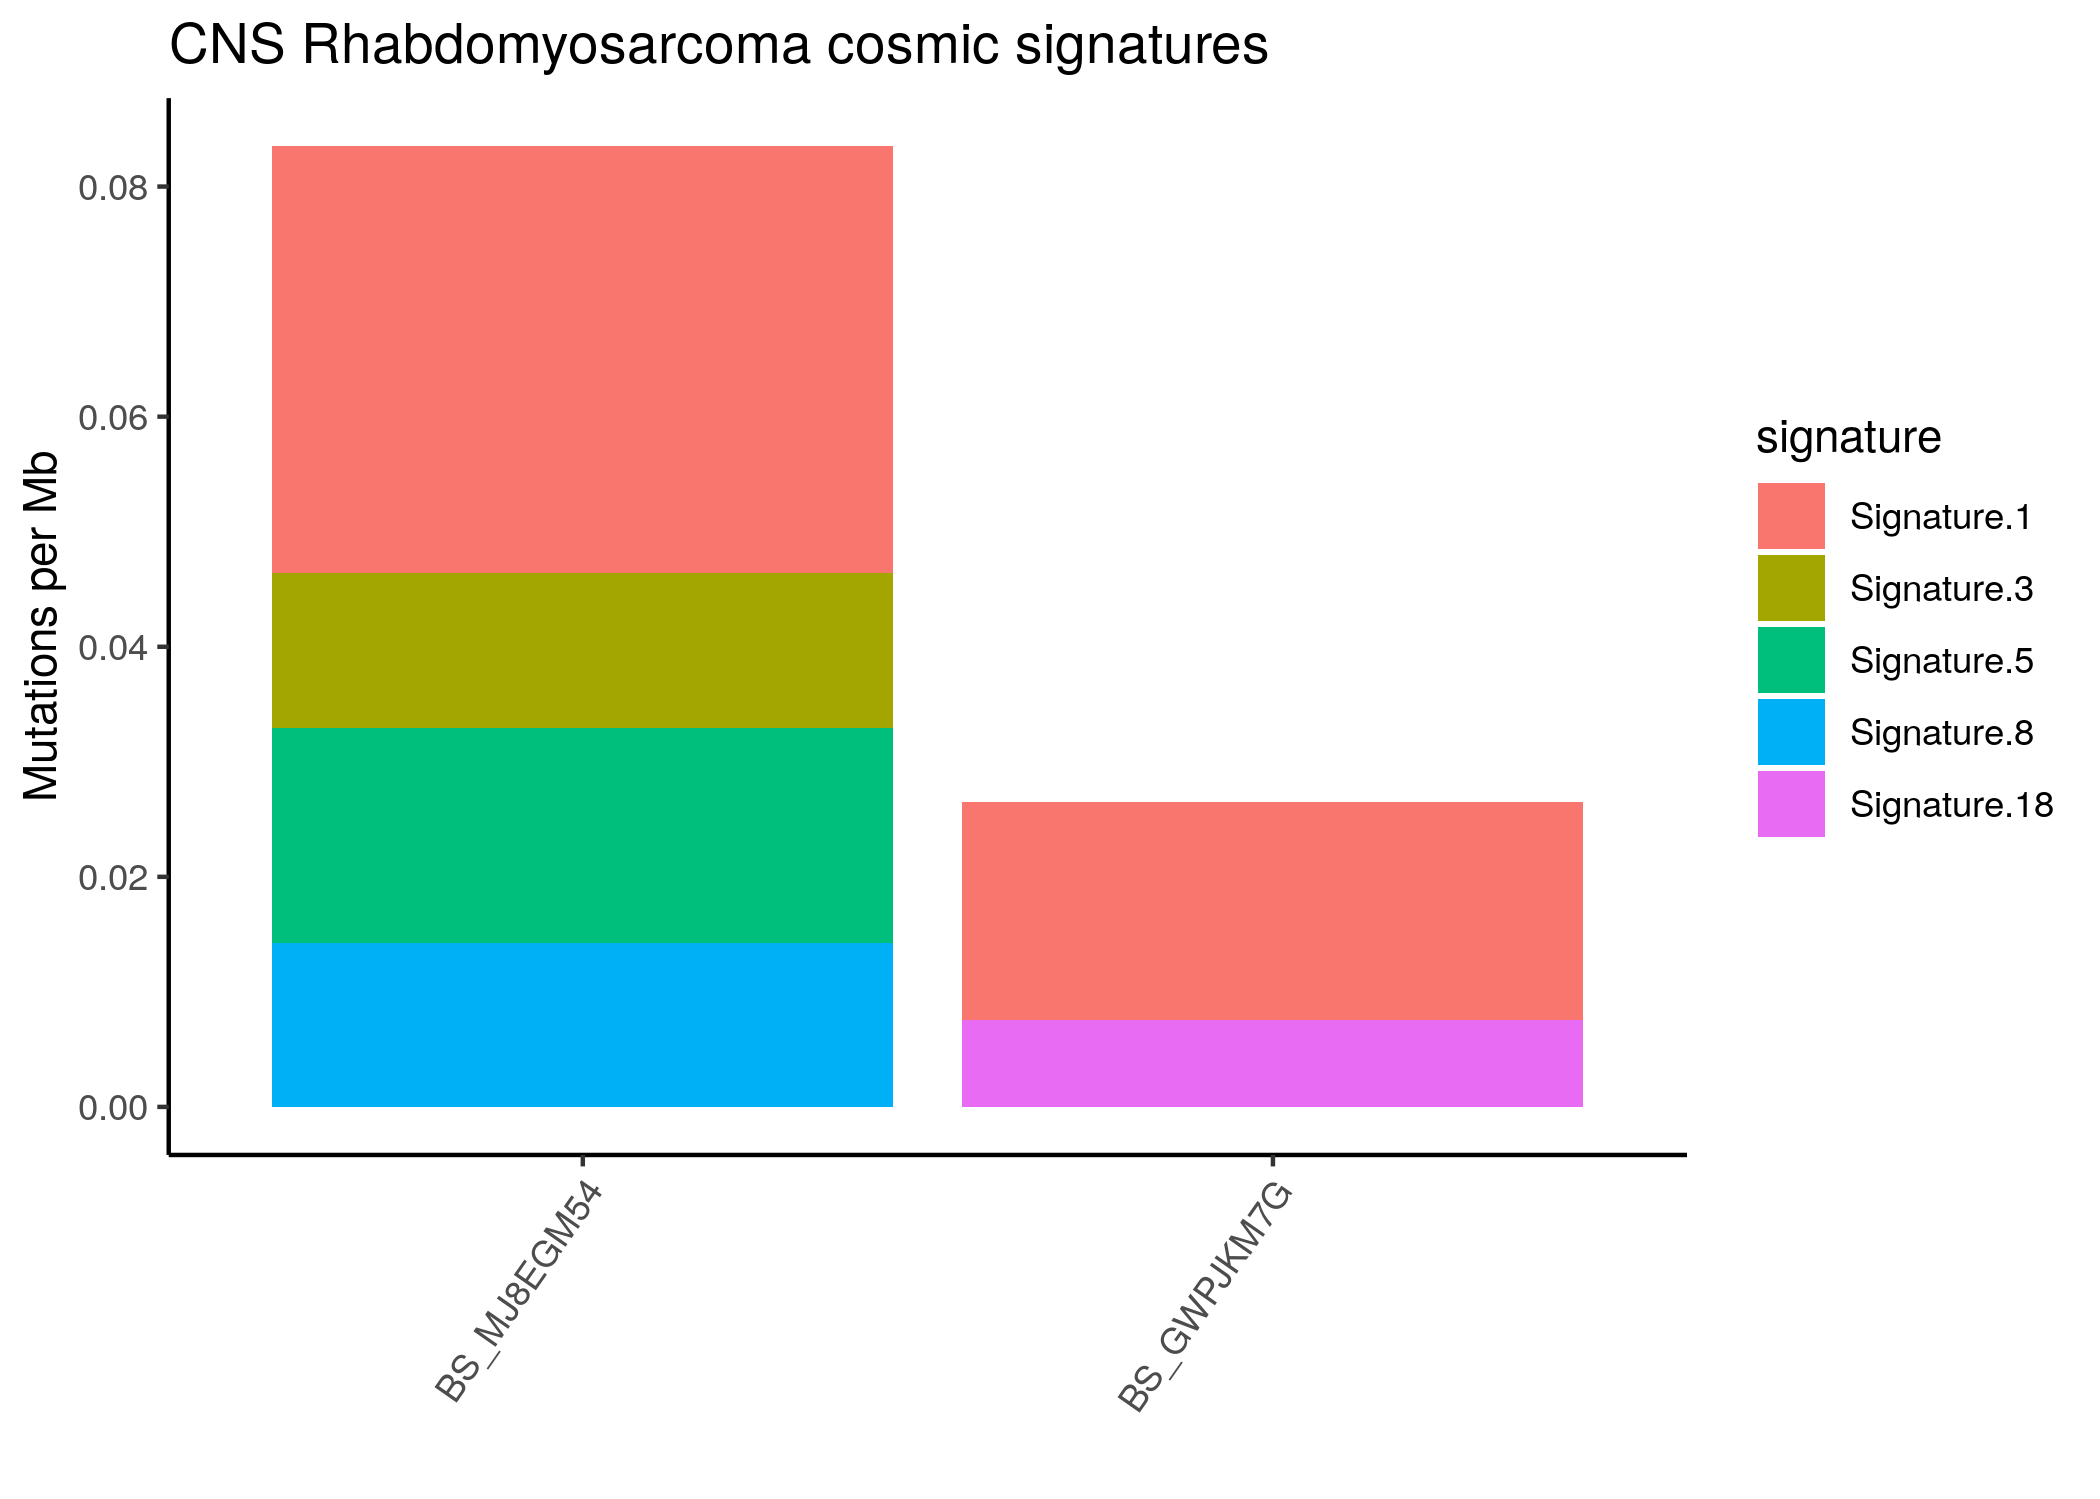 CNS Rhabdomyosarcoma cosmic signatures
Mutations per Mb
0.08
0.06
0.04
0.02
0.00
BS_MJ8EGM54
BS_GWPJKM7G
signature
Signature.1
Signature.3
Signature.5
Signature.8
Signature.18